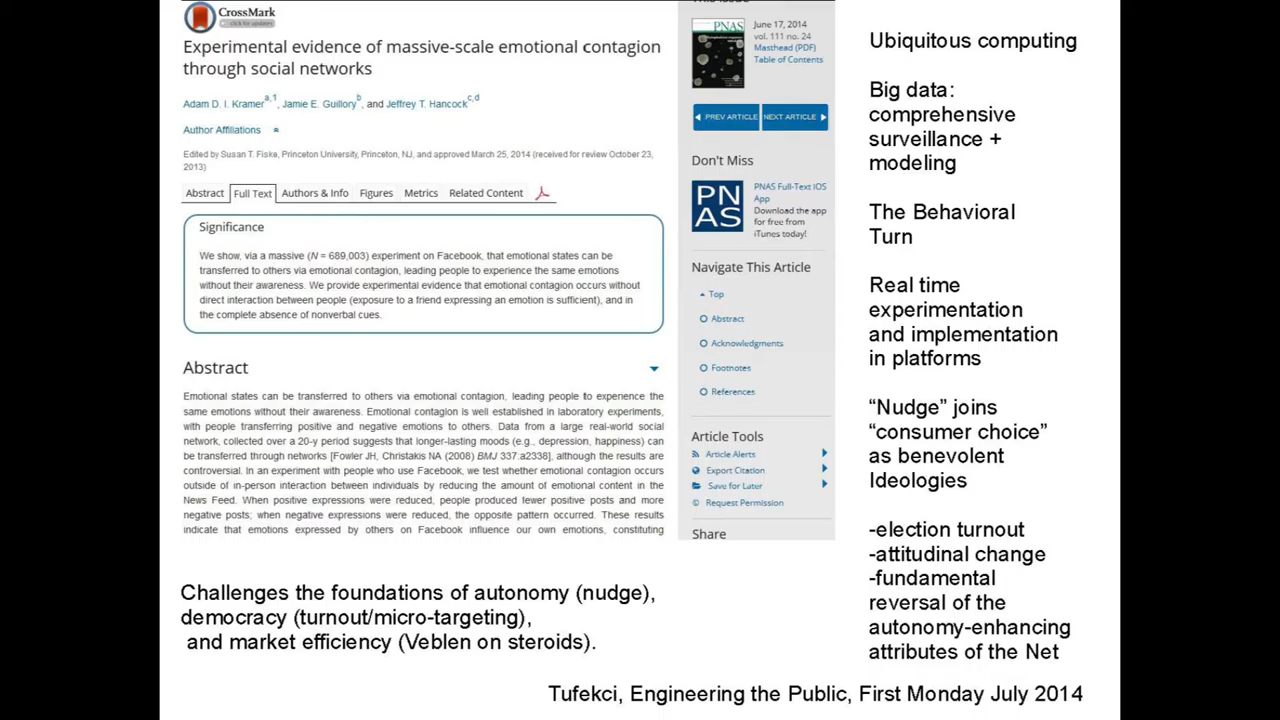 CrossMark
click for updates
Experimental evidence of massive-scale emotional contagion
through social networks
Adam D. I. Kramer a,1, Jamie E. Guillory b, and Jeffrey T. Hancock c,d
Author Affiliations
Edited by Susan T. Fiske, Princeton University, Princeton, NJ, and approved March 25, 2014 (received for review October 23,
2013)
Abstract Full Text Authors & Info Figures Metrics Related Content
Significance
We show, via a massive (N = 689,003) experiment on Facebook, that emotional states can be
transferred to others via emotional contagion, leading people to experience the same emotions
without their awareness. We provide experimental evidence that emotional contagion occurs without
direct interaction between people (exposure to a friend expressing an emotion is sufficient), and in
the complete absence of nonverbal cues.
Abstract
Emotional states can be transferred to others via emotional contagion, leading people to experience the
same emotions without their awareness. Emotional contagion is well established in laboratory experiments,
with people transferring positive and negative emotions to others. Data from a large real-world social
network, collected over a 20-y period suggests that longer-lasting moods (e.g., depression, happiness) can
be transferred through networks [Fowler JH, Christakis NA (2008) BMJ 337:a2338], although the results are
controversial. In an experiment with people who use Facebook, we test whether emotional contagion occurs
outside of in-person interaction between individuals by reducing the amount of emotional content in the
News Feed. When positive expressions were reduced, people produced fewer positive posts and more
negative posts; when negative expressions were reduced, the opposite pattern occurred. These results
indicate that emotions expressed by others on Facebook influence our own emotions, constituting
PNAS
June 17, 2014
vol. 111 no. 24
Masthead (PDF)
Table of Contents
PREV ARTICLE NEXT ARTICLE
Don't Miss
PN
AS
PNAS Full-Text iOS
App
Download the app
for free from
iTunes today!
Navigate This Article
Top
Abstract
Acknowledgments
Footnotes
References
Article Tools
Article Alerts
Export Citation
Save for Later
© Request Permission
Share
Ubiquitous computing
Big data:
comprehensive
surveillance +
modeling
The Behavioral
Turn
Real time
experimentation
and implementation
in platforms
“Nudge” joins
“consumer choice”
as benevolent
Ideologies
-election turnout
-attitudinal change
-fundamental
reversal of the
autonomy-enhancing
attributes of the Net
Challenges the foundations of autonomy (nudge),
democracy (turnout/micro-targeting),
and market efficiency (Veblen on steroids).
Tufekci, Engineering the Public, First Monday July 2014